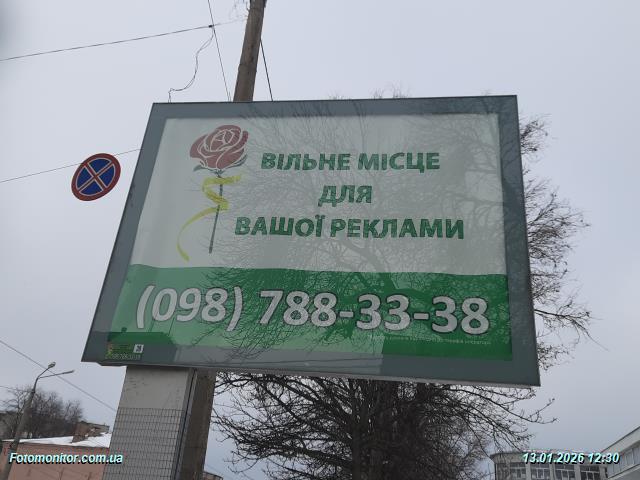 ВІЛЬНЕ МІСЦЕ
ДЛЯ
ВАШОЇ РЕКЛАМИ
(098) 788-33-38
Fotomonitor.com.ua
13.01.2026 12:30